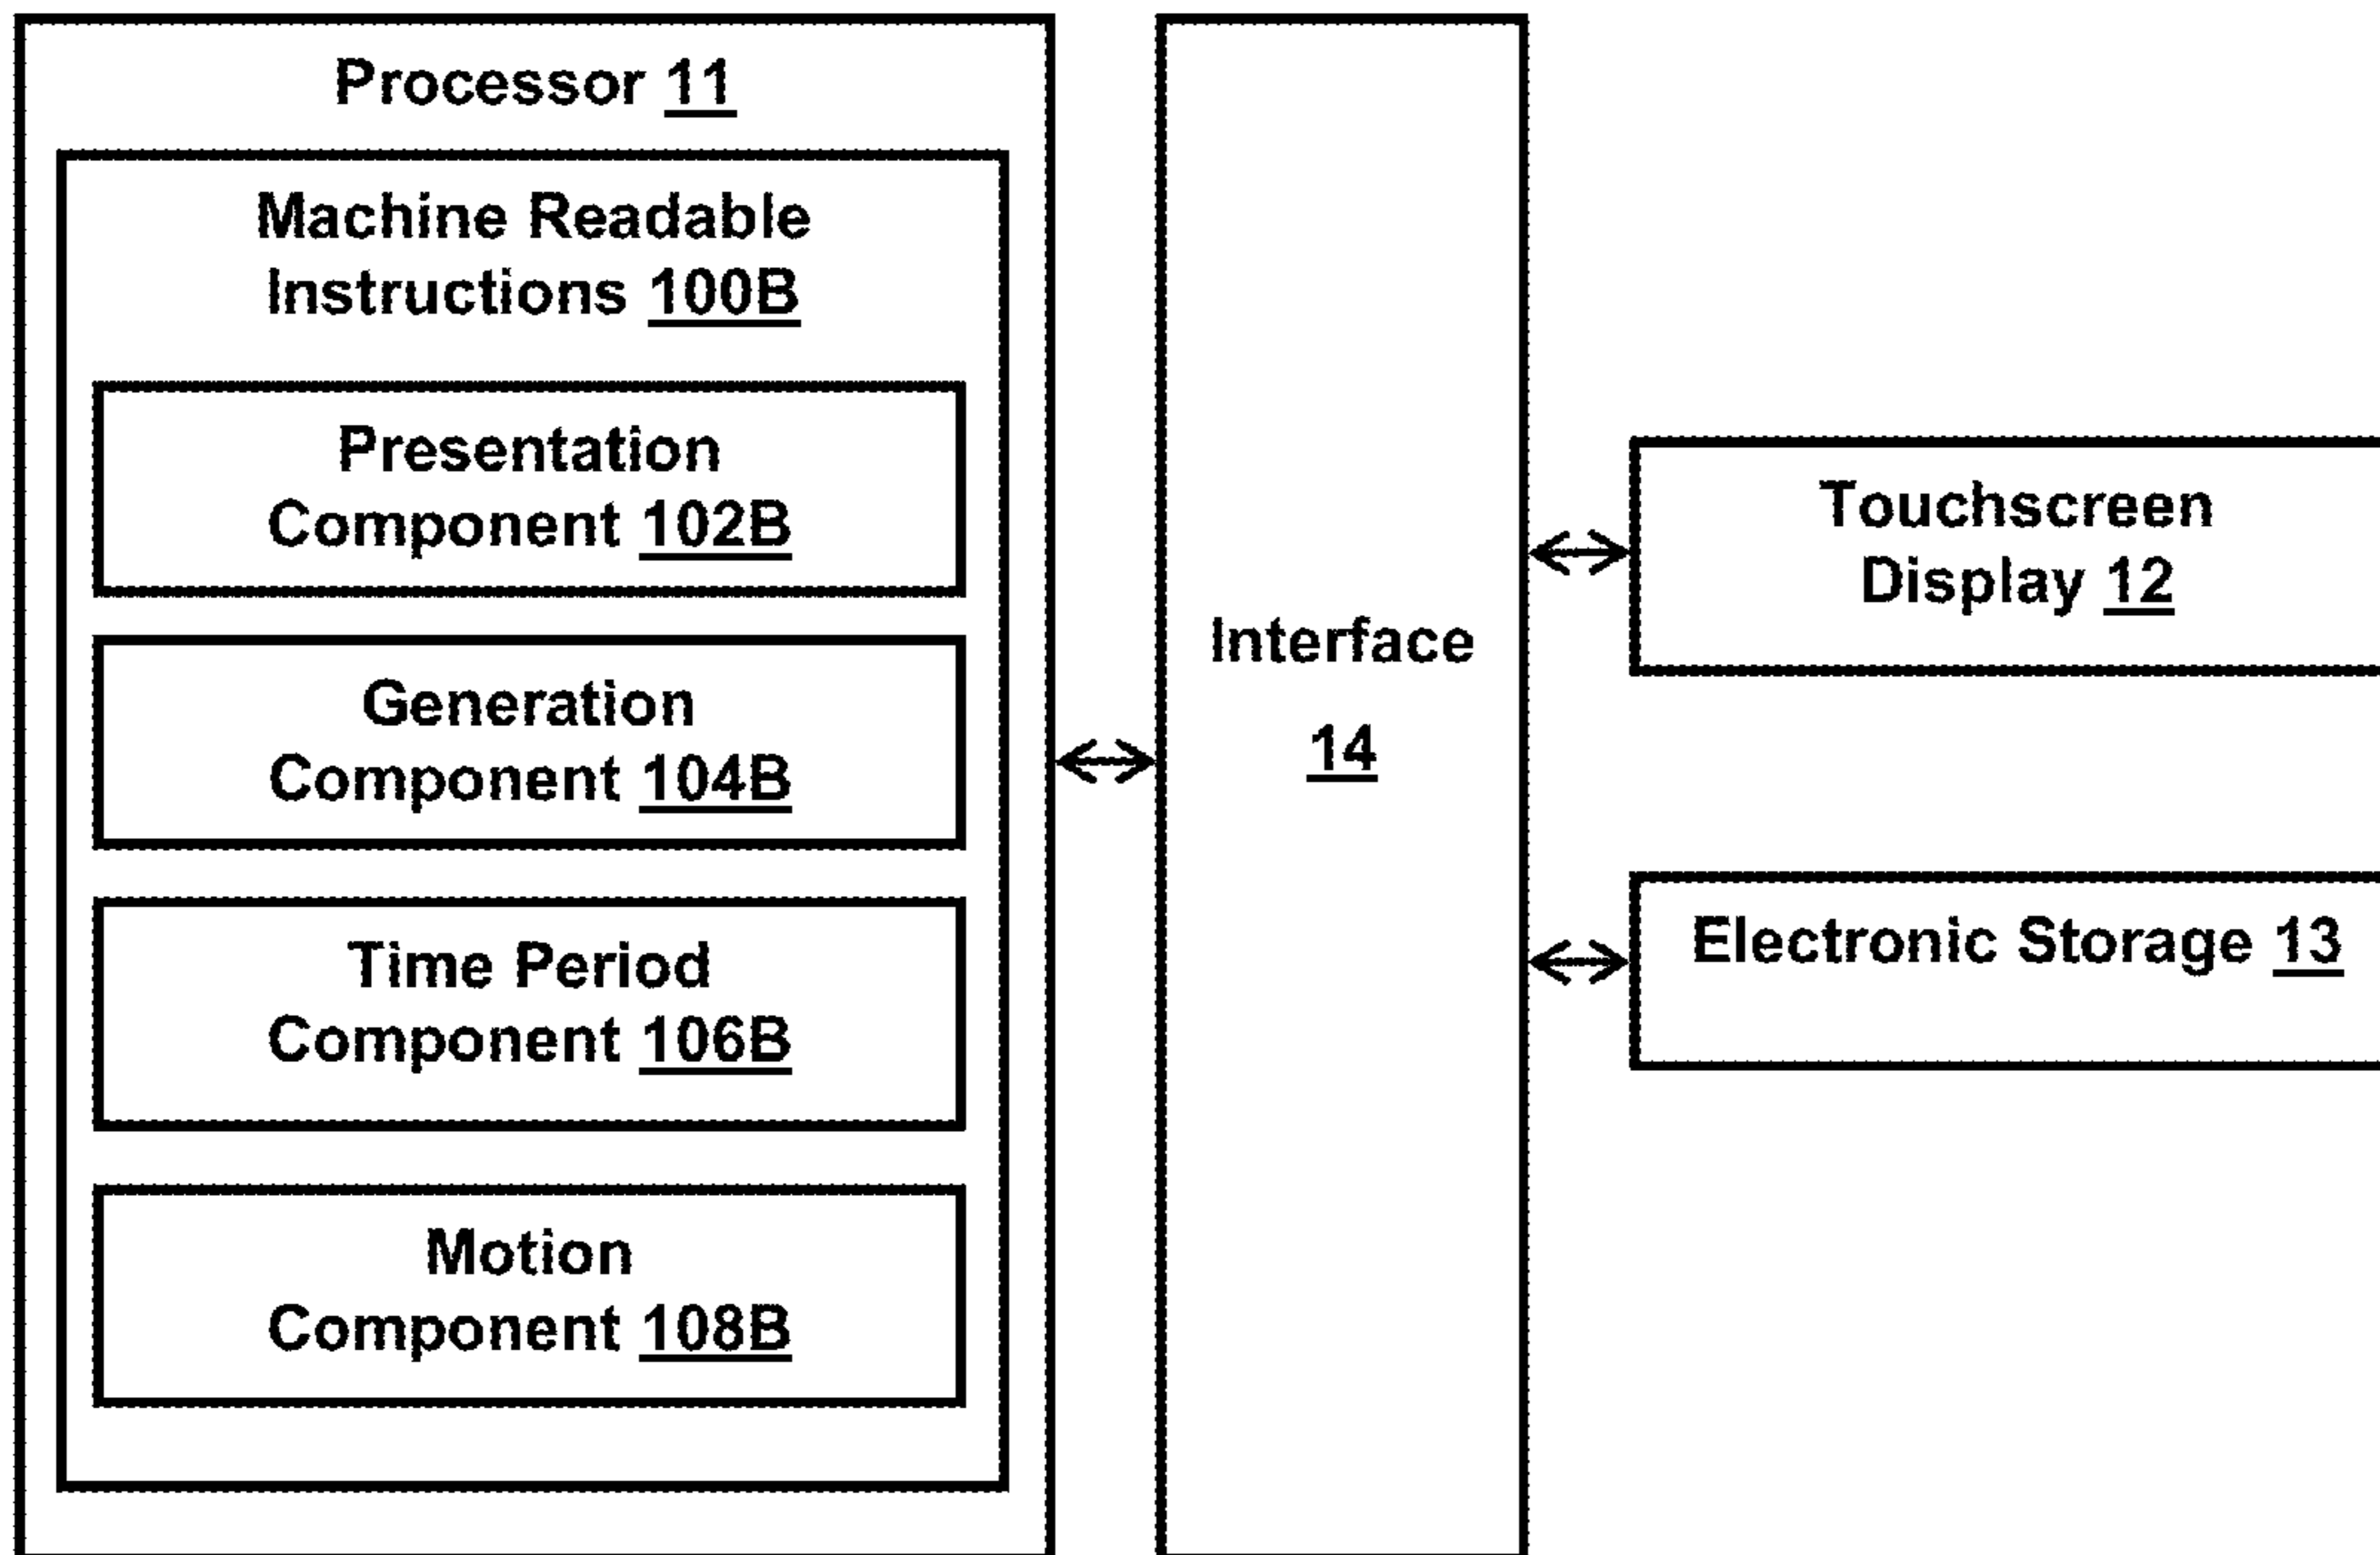 Processor 11
Machine Readable
Instructions 100B
Presentation
Component 102B
Generation
Component 104B
Time Period
Component 106B
Motion
Component 108B
Interface
14
Touchscreen
Display 12
Electronic Storage 13